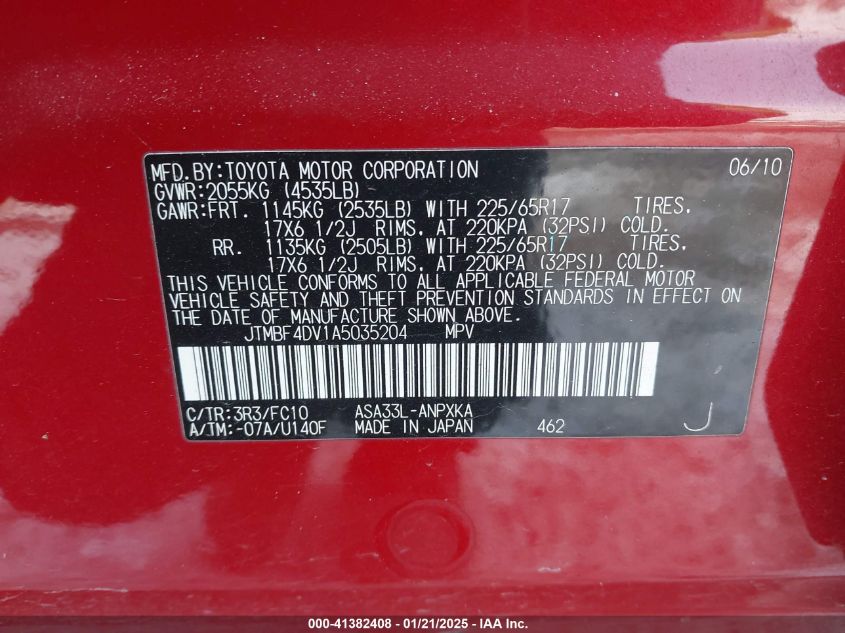 MFD.BY:TOYOTA MOTOR CORPORATION 06/10
GVWR:2055KG (4535LB)
GAWR:FRT. 1145KG (2535LB) WITH 225/65R17 TIRES.
17X6 1/2J RIMS. AT 220KPA (32PSI) COLD.
RR. 1135KG (2505LB) WITH 225/65R17 TIRES.
17X6 1/2J RIMS. AT 220KPA (32PSI) COLD.
THIS VEHICLE CONFORMS TO ALL APPLICABLE FEDERAL MOTOR
VEHICLE SAFETY AND THEFT PREVENTION STANDARDS IN EFFECT ON
THE DATE OF MANUFACTURE SHOWN ABOVE.
JTMBF4DV1A5035204 MPV
C/TR:3R3/FC10 ASA33L-ANPXKA
A/TM:-07A/U140F MADE IN JAPAN 462 J
000-41382408 - 01/21/2025 - IAA Inc.